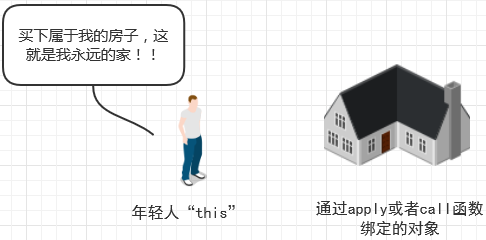 买下属于我的房子，这
就是我永远的家！！
年轻人“this”
通过apply或者call函数
绑定的对象